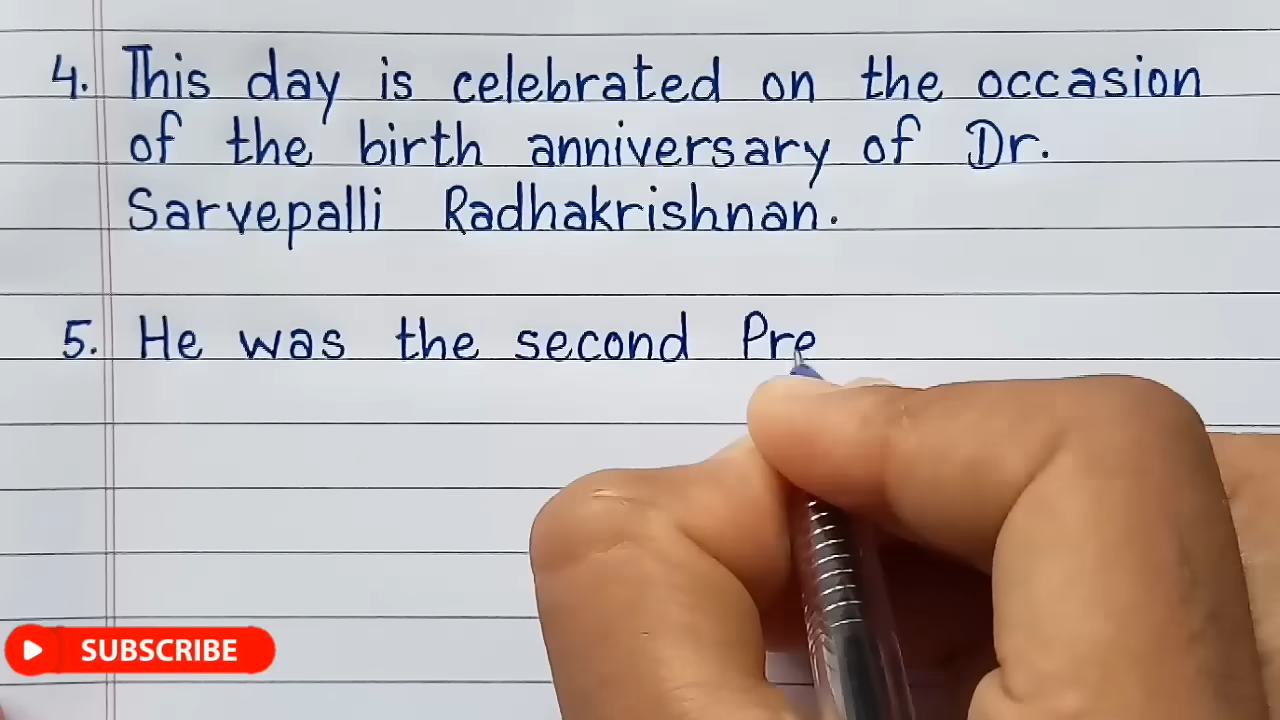 4. This day is celebrated on the occasion
of the birth anniversary of Dr.
Sarvepalli Radhakrishnan.
5. He was the second Pre
SUBSCRIBE